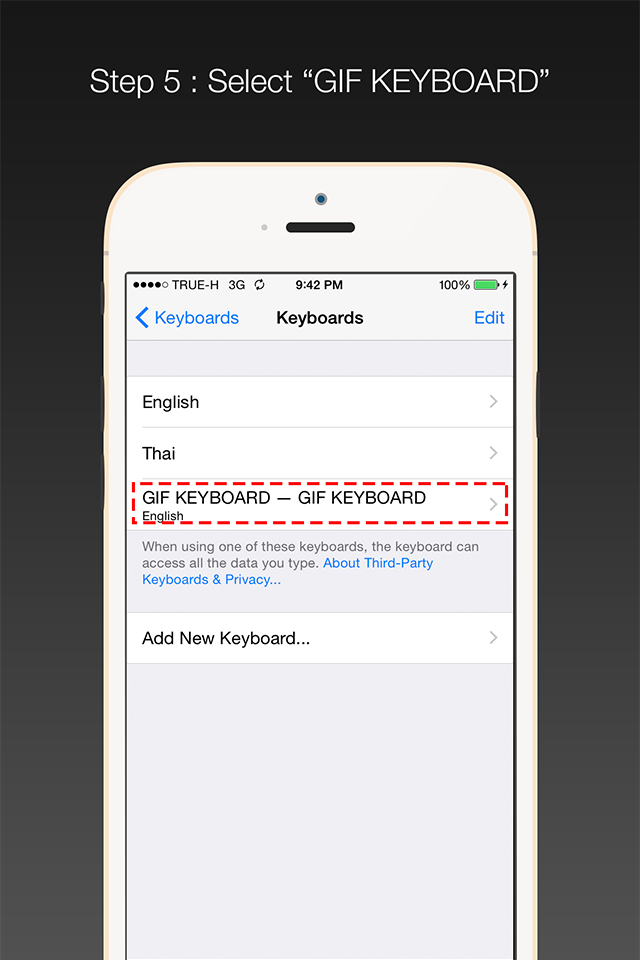 Step 5 : Select “GIF KEYBOARD”
TRUE-H 3G 9:42 PM 100%
Keyboards Keyboards Edit
English
Thai
GIF KEYBOARD — GIF KEYBOARD
English
When using one of these keyboards, the keyboard can
access all the data you type. About Third-Party
Keyboards & Privacy...
Add New Keyboard...